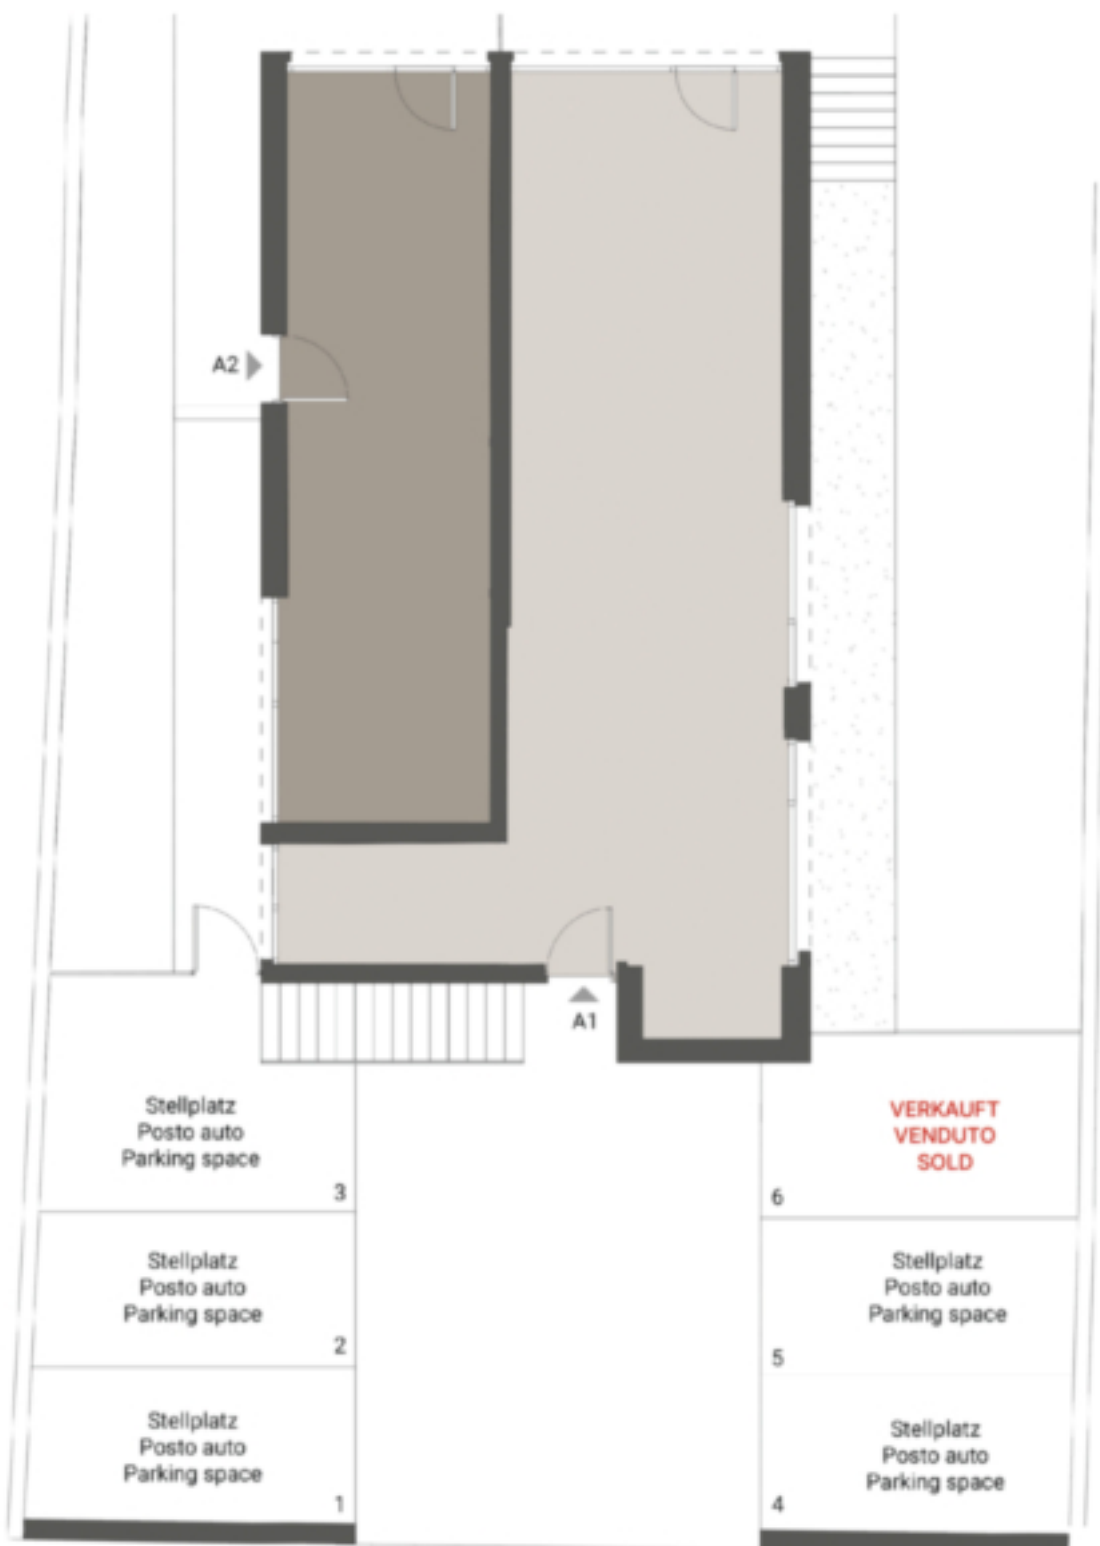 A2
A1
Stellplatz
Posto auto
Parking space
3
VERKAUFT
VENDUTO
SOLD
6
Stellplatz
Posto auto
Parking space
2
Stellplatz
Posto auto
Parking space
5
Stellplatz
Posto auto
Parking space
1
Stellplatz
Posto auto
Parking space
4